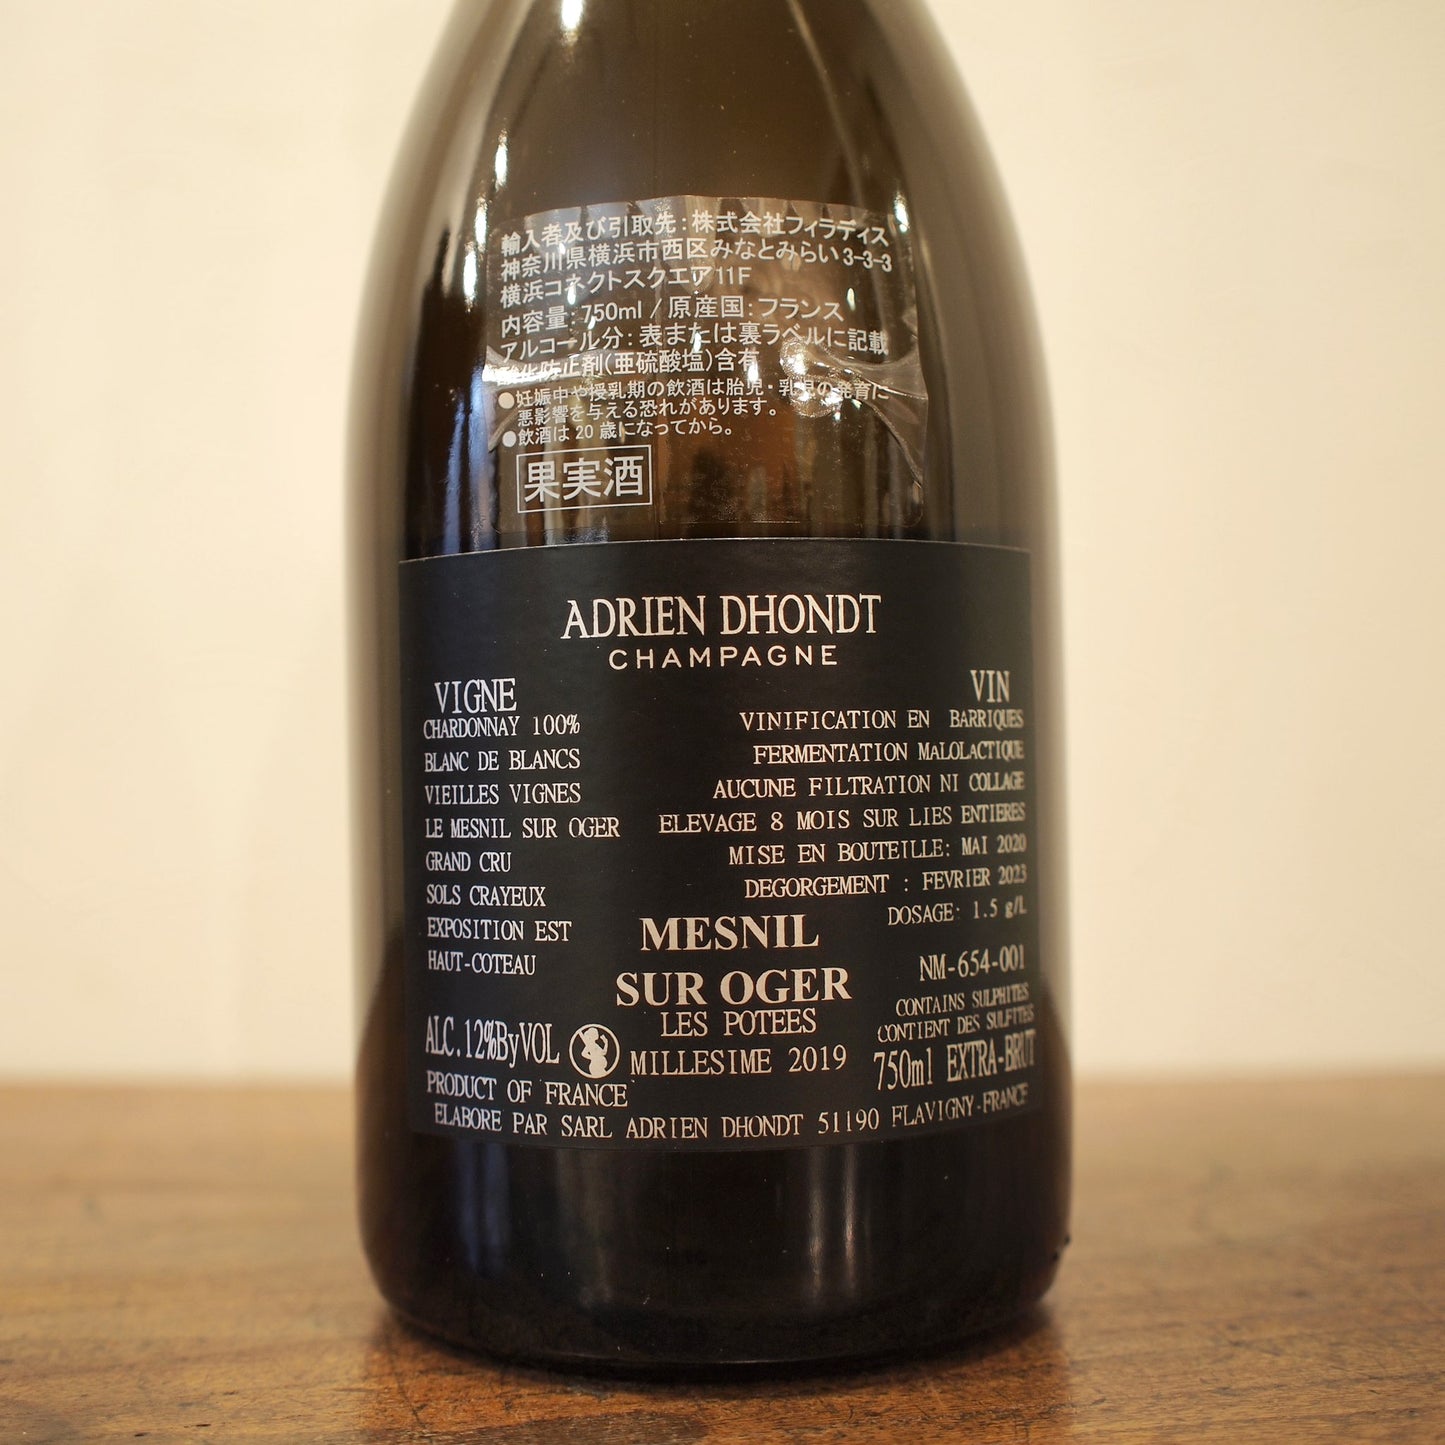 輸入者及び引取先：株式会社フィラディス
神奈川県横浜市西区みなとみらい3-3-3
横浜コネクトスクエア11F
内容量：750ml / 原産国：フランス
アルコール分：表または裏ラベルに記載
酸化防止剤(亜硫酸塩)含有
●妊娠中や授乳期の飲酒は胎児・乳児の発育に
悪影響を与える恐れがあります。
●飲酒は20歳になってから。
果実酒
ADRIEN DHONDT
CHAMPAGNE
VIGNE
CHARDONNAY 100%
BLANC DE BLANCS
VIEILLES VIGNES
LE MESNIL SUR OGER
GRAND CRU
SOLS CRAYEUX
EXPOSITION EST
HAUT-COTEAU
VIN
VINIFICATION EN BARRIQUES
FERMENTATION MALOLACTIQUE
AUCUNE FILTRATION NI COLLAGE
ELEVAGE 8 MOIS SUR LIES ENTIERES
MISE EN BOUTEILLE: MAI 2020
DEGORGEMENT : FEVRIER 2023
DOSAGE: 1.5 g/L
MESNIL
SUR OGER
LES POTEES
MILLESIME 2019
NM-654-001
CONTAINS SULPHITES
CONTIENT DES SULFITES
750ml EXTRA-BRUT
ALC.12%ByVOL
PRODUCT OF FRANCE
ELABORE PAR SARL ADRIEN DHONDT 51190 FLAVIGNY-FRANCE